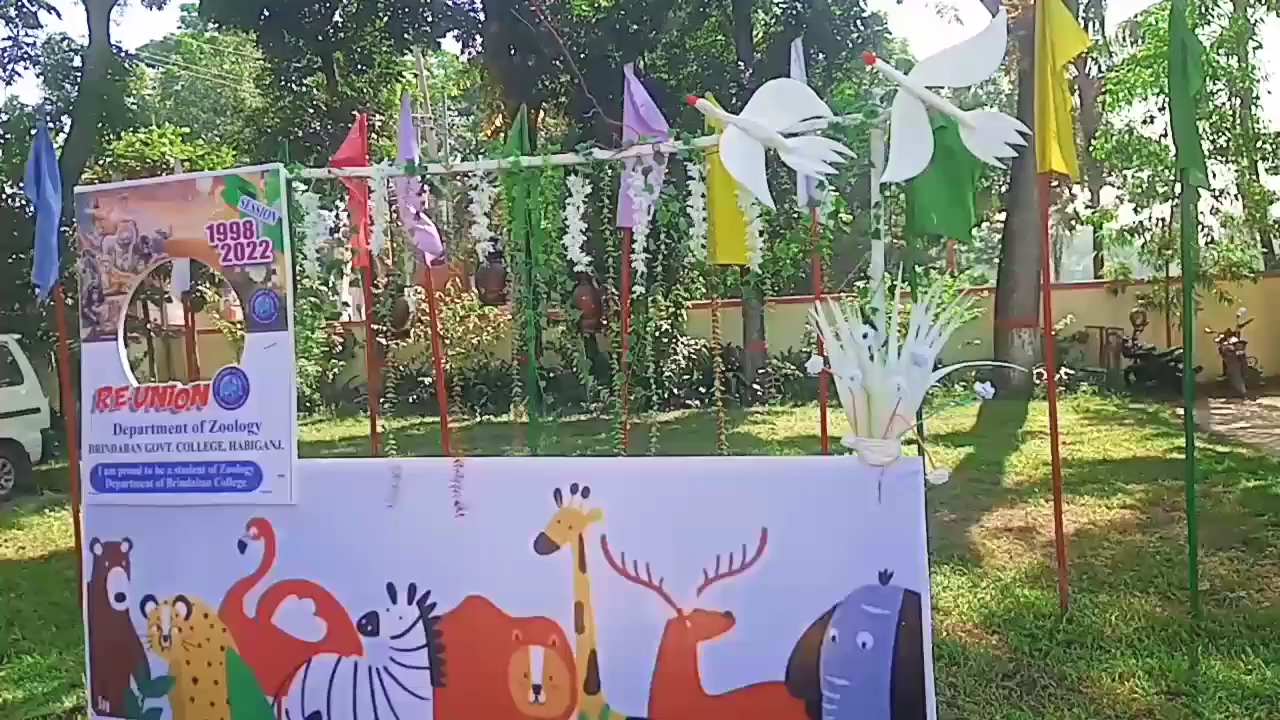 SESSION
1998
2022
RE-UNION
Department of Zoology
BRINDABAN GOVT. COLLEGE, HABIGANJ.
I am proud to be a student of Zoology
Department of Brindaban College